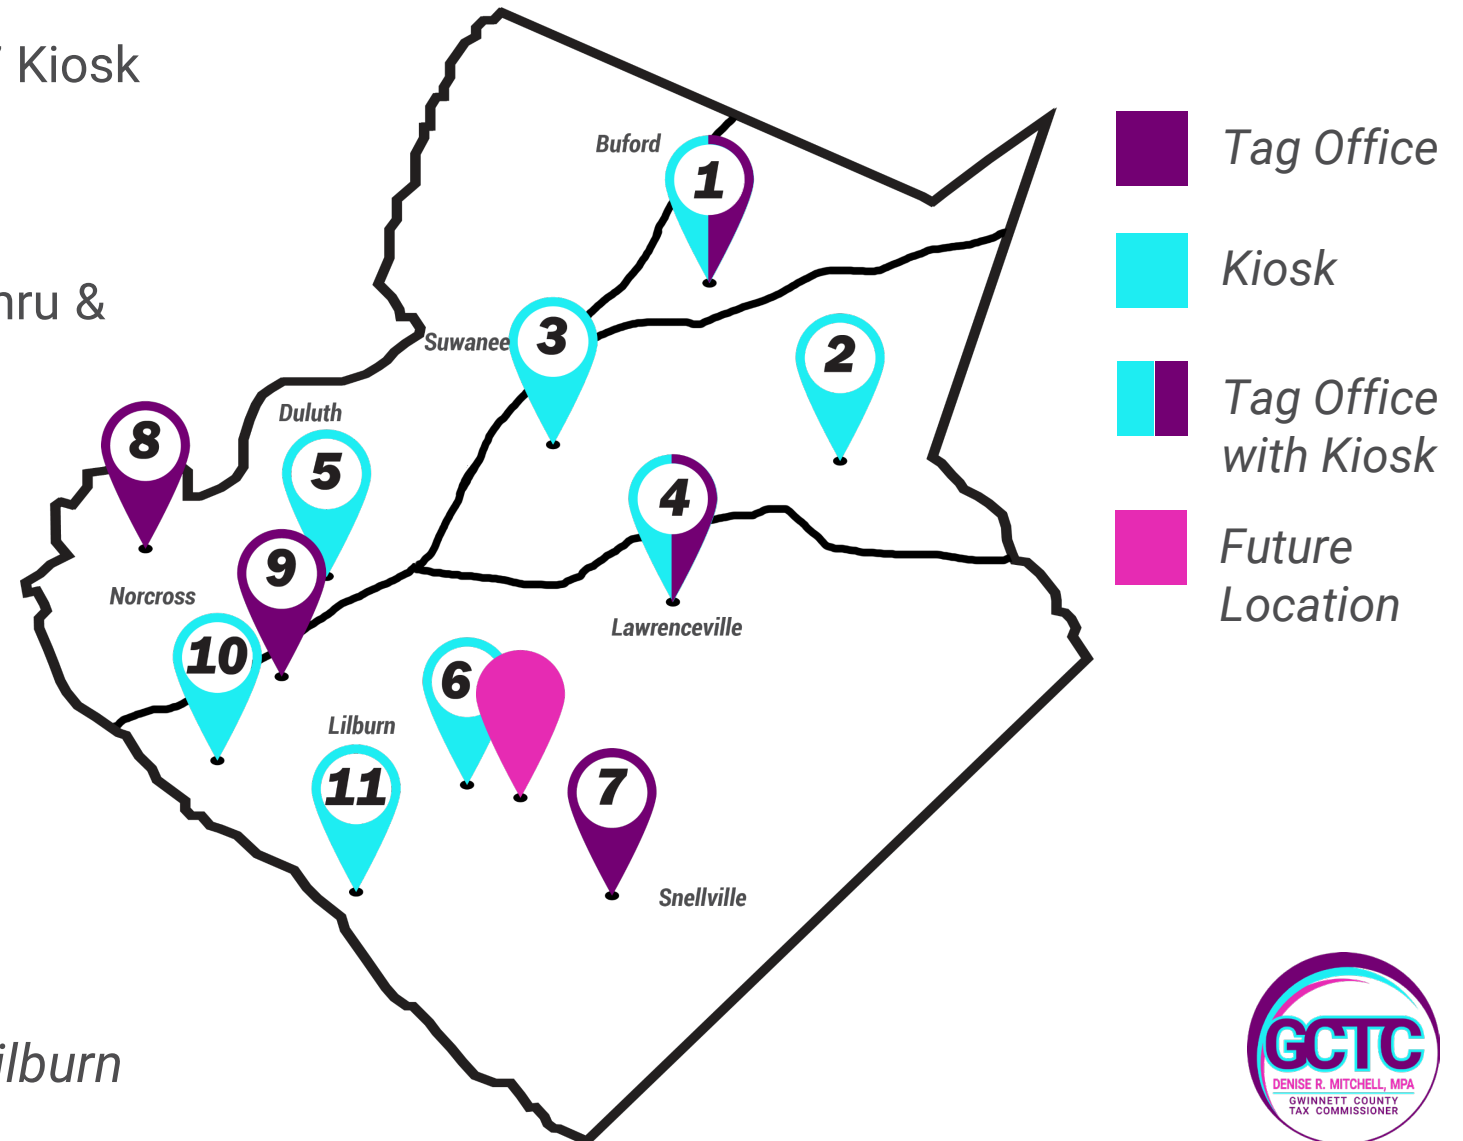 Kiosk
Tag Office
Buford
1
Kiosk
hru &
3
Suwanee
2
Tag Office
with Kiosk
Duluth
8
5
4
Future
Location
9
Norcross
Lawrenceville
10
6
Lilburn
11
7
Snellville
ilburn
GCTC
DENISE R. MITCHELL, MPA
GWINNETT COUNTY
TAX COMMISSIONER